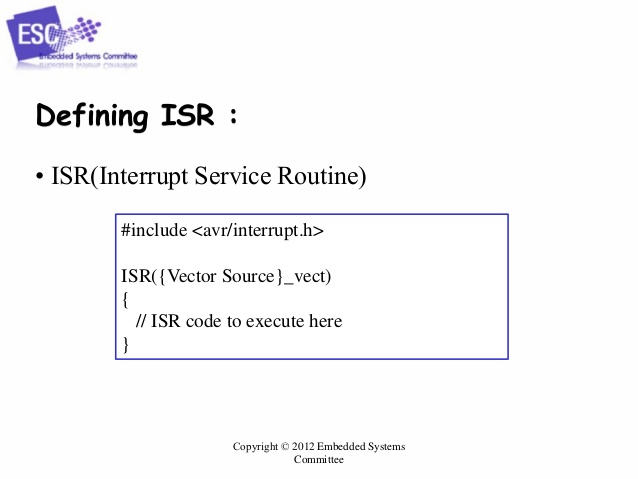 ESC
Embedded Systems Committee
Defining ISR :
• ISR(Interrupt Service Routine)
#include <avr/interrupt.h>
ISR({Vector Source}_vect)
{
// ISR code to execute here
}
Copyright © 2012 Embedded Systems
Committee